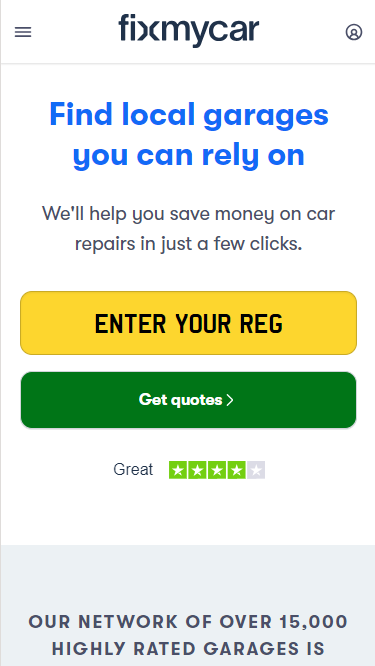 fixmycar
Find local garages
you can rely on
We'll help you save money on car
repairs in just a few clicks.
ENTER YOUR REG
Get quotes
Great
OUR NETWORK OF OVER 15,000
HIGHLY RATED GARAGES IS